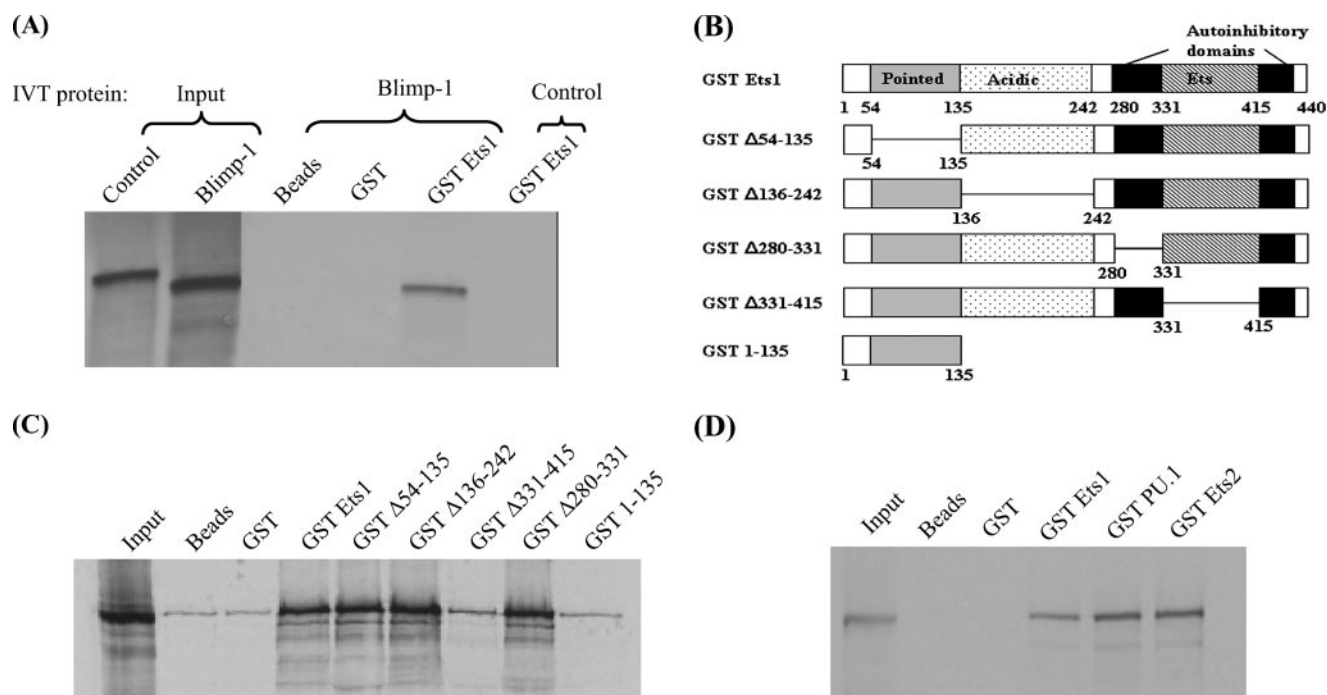 (A)
IVT protein:
Input
Blimp-1
Control
Control
Blimp-1
Beads
GST
GST Ets1
GST Ets1
(B)
Autoinhibitory
domains
GST Ets1
Pointed
Acidic
Ets
1 54 135 242 280 331 415 440
GST Δ54-135
54 135
GST Δ136-242
136 242
GST Δ280-331
280 331
GST Δ331-415
331 415
GST 1-135
1 135
(C)
Input
Beads
GST
GST Ets1
GST Δ54-135
GST Δ136-242
GST Δ331-415
GST Δ280-331
GST 1-135
(D)
Input
Beads
GST
GST Ets1
GST PU.1
GST Ets2